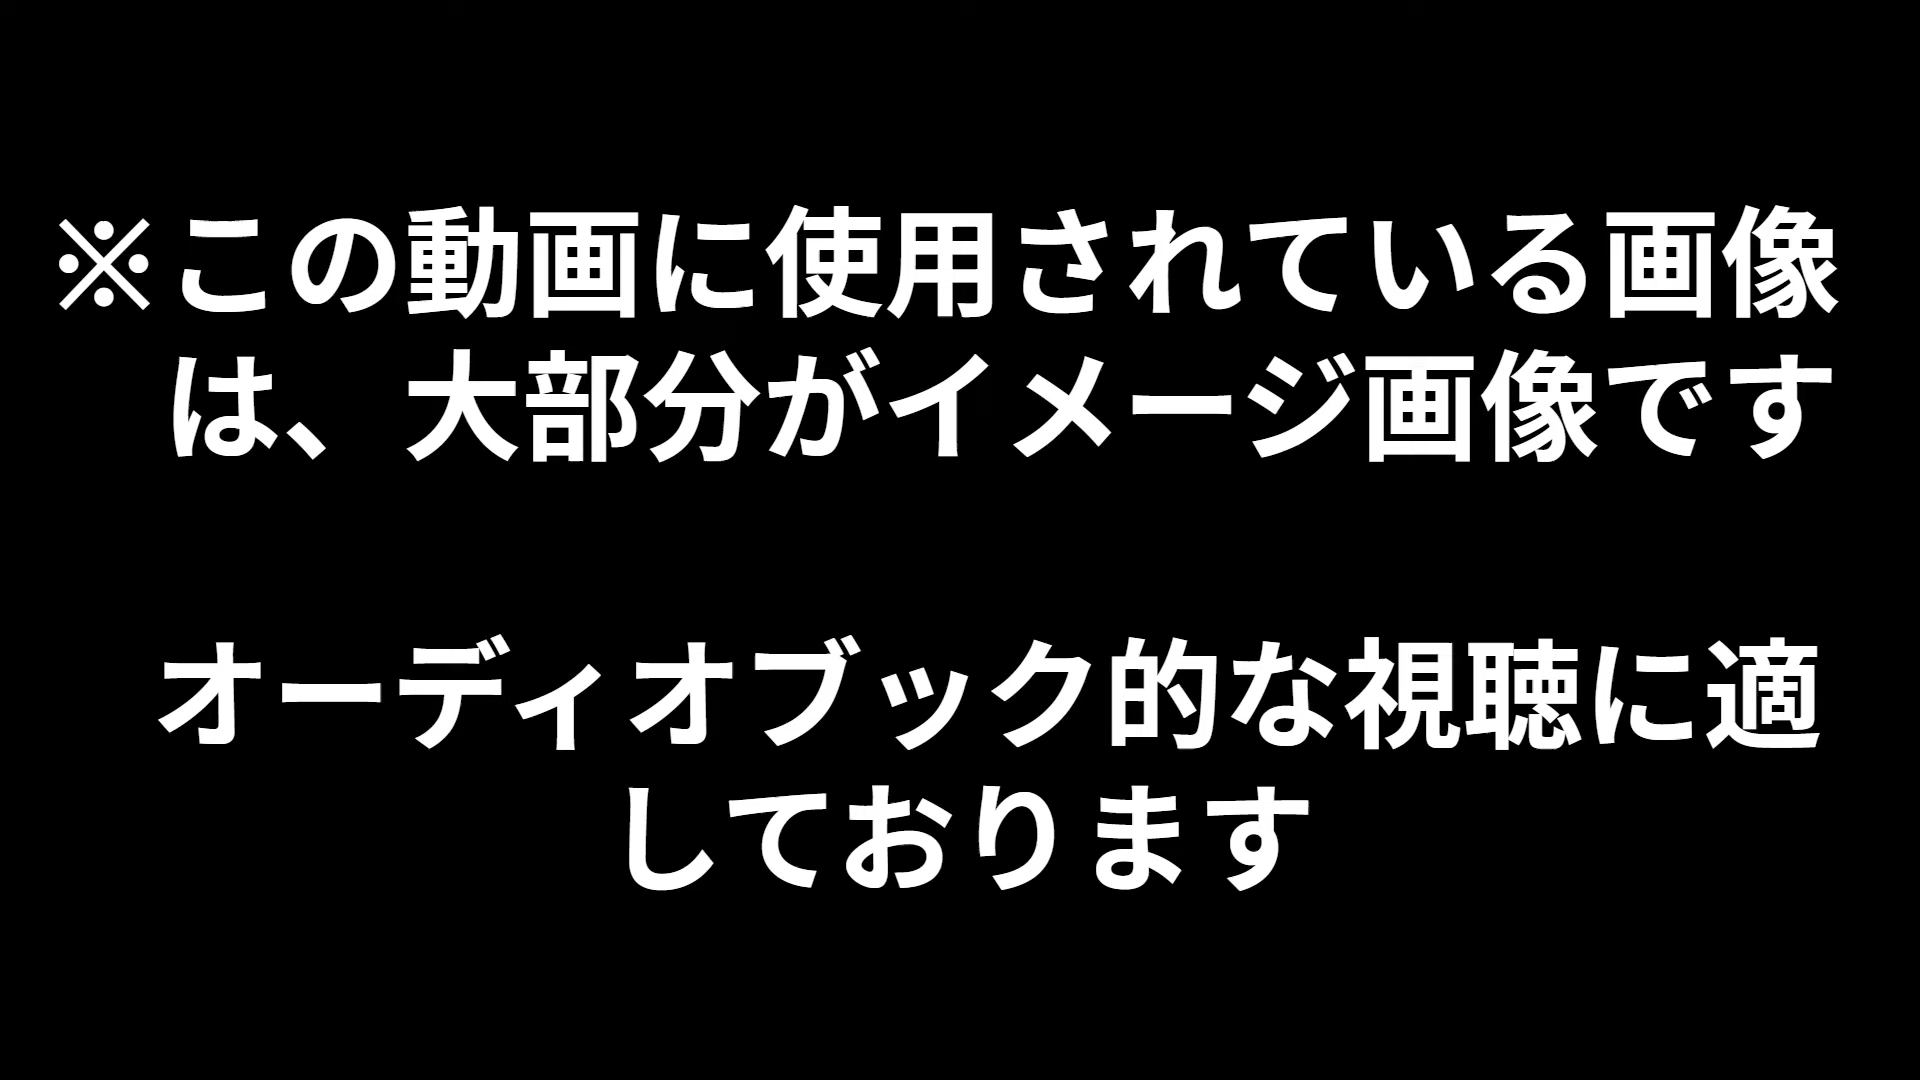 ※この動画に使用されている画像
は、大部分がイメージ画像です
オーディオブック的な視聴に適
しております